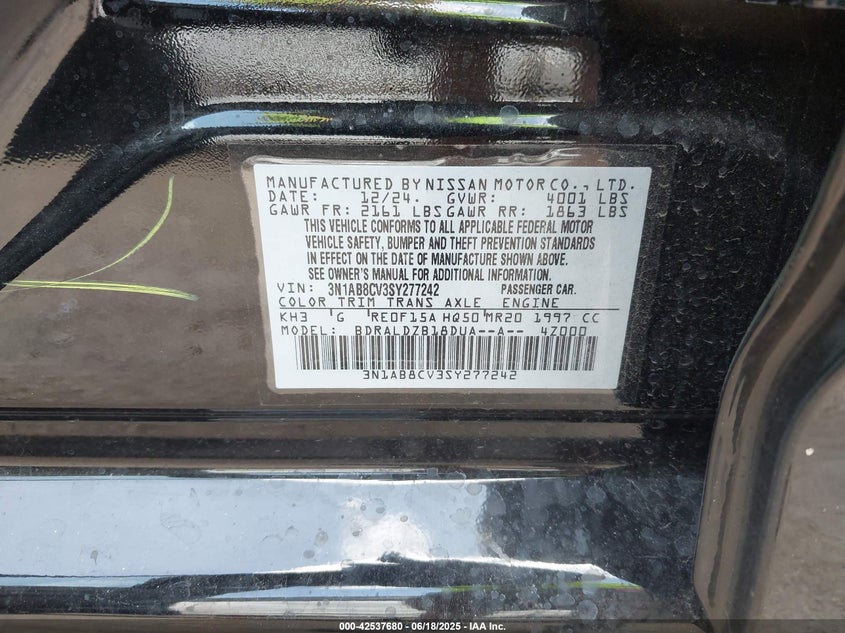 MANUFACTURED BY NISSAN MOTOR CO., LTD.
DATE: 12/24. GVWR: 4001 LBS
GAWR FR: 2161 LBS GAWR RR: 1863 LBS
THIS VEHICLE CONFORMS TO ALL APPLICABLE FEDERAL MOTOR
VEHICLE SAFETY, BUMPER AND THEFT PREVENTION STANDARDS
IN EFFECT ON THE DATE OF MANUFACTURE SHOWN ABOVE.
SEE OWNER'S MANUAL FOR ADDITIONAL INFORMATION.
VIN: 3N1AB8CV3SY277242 PASSENGER CAR.
COLOR TRIM TRANS AXLE ENGINE
KH3 G RE0F15A HQ50 MR20 1997 CC
MODEL: BDRALDZB18DUA--A-- 4Z000
3N1AB8CV3SY277242
000-42537680 - 06/18/2025 - IAA Inc.